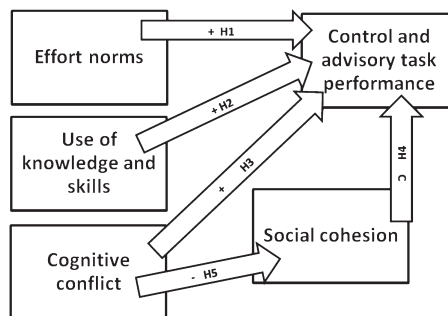 Effort norms
+ H1
Control and
advisory task
performance
Use of
knowledge and
skills
+ H2
+ H3
Cognitive
conflict
- H5
Social cohesion
C H4